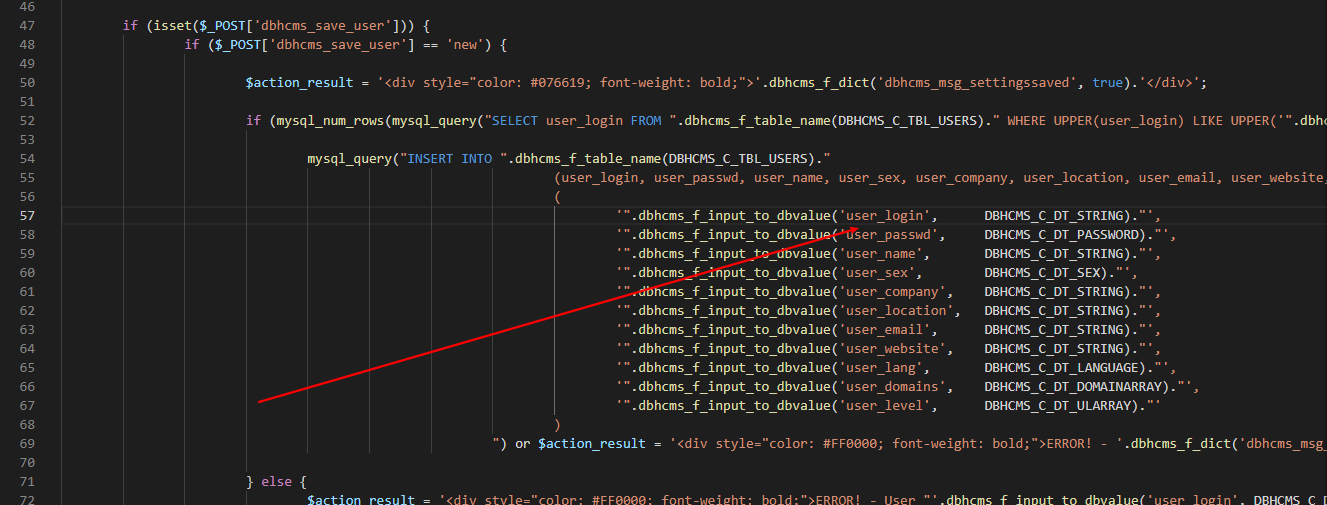 46
47 if (isset($_POST['dbhcms_save_user'])) {
48 if ($_POST['dbhcms_save_user'] == 'new') {
49
50 $action_result = '<div style="color: #076619; font-weight: bold;">'.dbhcms_f_dict('dbhcms_msg_settingssaved', true).'</div>';
51
52 if (mysql_num_rows(mysql_query("SELECT user_login FROM ".dbhcms_f_table_name(DBHCMS_C_TBL_USERS)." WHERE UPPER(user_login) LIKE UPPER('".dbh
53
54 mysql_query("INSERT INTO ".dbhcms_f_table_name(DBHCMS_C_TBL_USERS)."
55 (user_login, user_passwd, user_name, user_sex, user_company, user_location, user_email, user_website,
56 (
57 '".dbhcms_f_input_to_dbvalue('user_login', DBHCMS_C_DT_STRING)."',
58 '".dbhcms_f_input_to_dbvalue('user_passwd', DBHCMS_C_DT_PASSWORD)."',
59 '".dbhcms_f_input_to_dbvalue('user_name', DBHCMS_C_DT_STRING)."',
60 '".dbhcms_f_input_to_dbvalue('user_sex', DBHCMS_C_DT_SEX)."',
61 '".dbhcms_f_input_to_dbvalue('user_company', DBHCMS_C_DT_STRING)."',
62 '".dbhcms_f_input_to_dbvalue('user_location', DBHCMS_C_DT_STRING)."',
63 '".dbhcms_f_input_to_dbvalue('user_email', DBHCMS_C_DT_STRING)."',
64 '".dbhcms_f_input_to_dbvalue('user_website', DBHCMS_C_DT_STRING)."',
65 '".dbhcms_f_input_to_dbvalue('user_lang', DBHCMS_C_DT_LANGUAGE)."',
66 '".dbhcms_f_input_to_dbvalue('user_domains', DBHCMS_C_DT_DOMAINARRAY)."',
67 '".dbhcms_f_input_to_dbvalue('user_level', DBHCMS_C_DT_ULARRAY)."'
68 )
69 ") or $action_result = '<div style="color: #FF0000; font-weight: bold;">ERROR! - '.dbhcms_f_dict('dbhcms_msg_
70
71 } else {
72 $action_result = '<div style="color: #FF0000; font-weight: bold;">ERROR! - User "'.dbhcms_f_input_to_dbvalue('user_login', DBHCMS_C_D